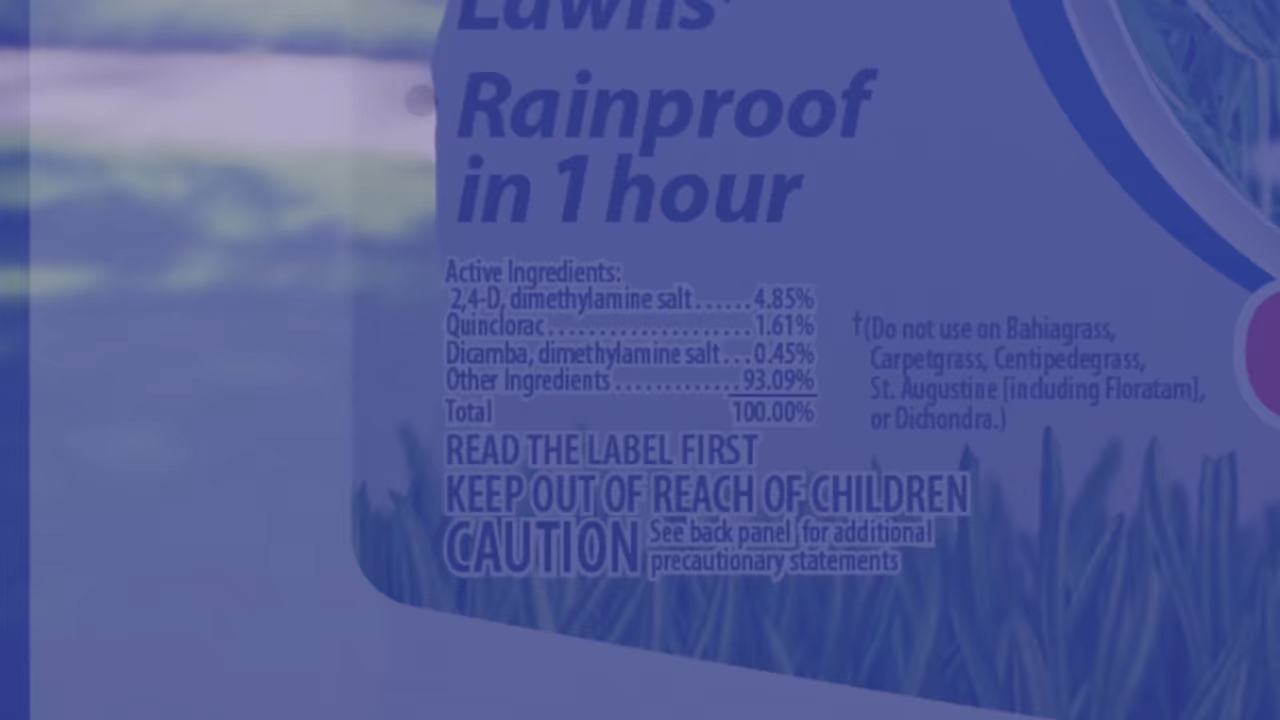 Lawns†
Rainproof
in 1 hour
Active Ingredients:
2,4-D, dimethylamine salt......4.85%
Quinclorac...................1.61%
Dicamba, dimethylamine salt...0.45%
Other Ingredients.............93.09%
Total 100.00%
†(Do not use on Bahiagrass,
Carpetgrass, Centipedegrass,
St. Augustine [including Floratam],
or Dichondra.)
READ THE LABEL FIRST
KEEP OUT OF REACH OF CHILDREN
CAUTION See back panel for additional
precautionary statements